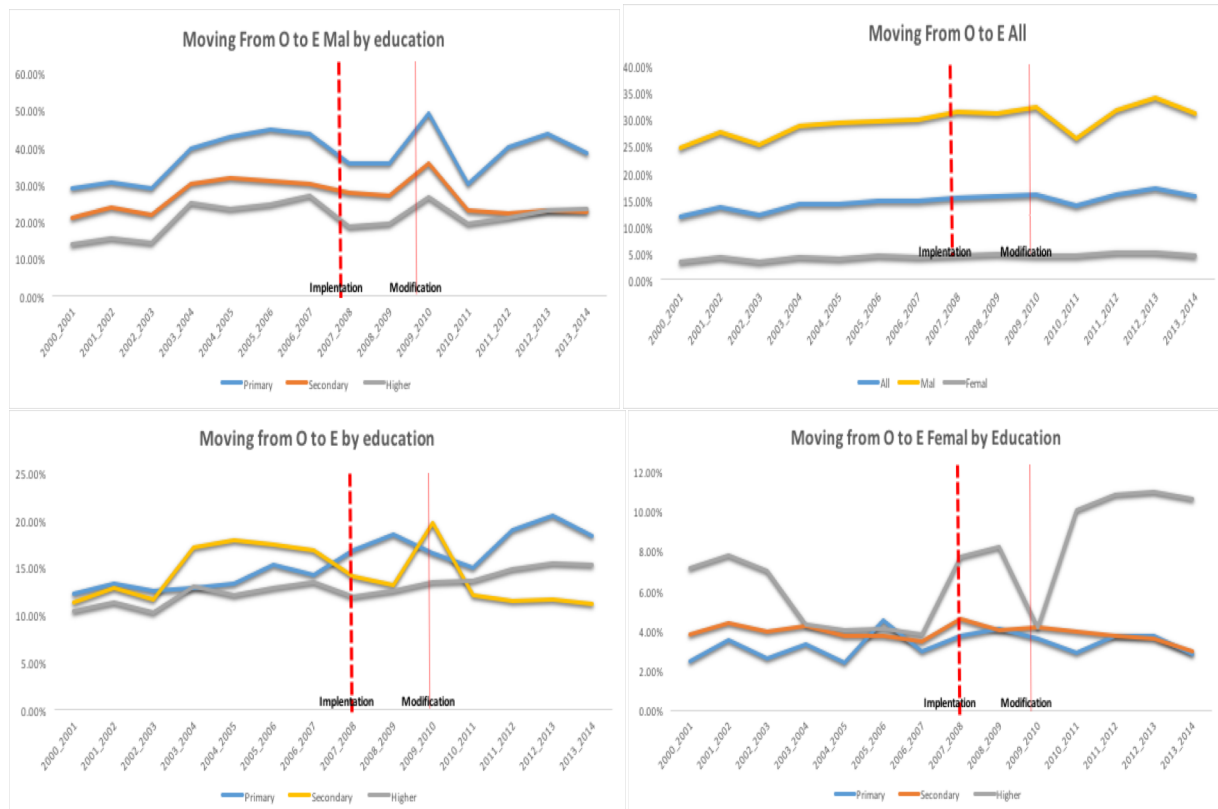 Moving From O to E Mal by education
60.00%
50.00%
40.00%
30.00%
20.00%
10.00%
0.00%
Implentation Modification
2000_2001 2001_2002 2002_2003 2003_2004 2004_2005 2005_2006 2006_2007 2007_2008 2008_2009 2009_2010 2010_2011 2011_2012 2012_2013 2013_2014
Primary Secondary Higher
Moving From O to E All
40.00%
35.00%
30.00%
25.00%
20.00%
15.00%
10.00%
5.00%
0.00%
Implentation Modification
2000_2001 2001_2002 2002_2003 2003_2004 2004_2005 2005_2006 2006_2007 2007_2008 2008_2009 2009_2010 2010_2011 2011_2012 2012_2013 2013_2014
All Mal Femal
Moving from O to E by education
25.00%
20.00%
15.00%
10.00%
5.00%
0.00%
Implentation Modification
2000_2001 2001_2002 2002_2003 2003_2004 2004_2005 2005_2006 2006_2007 2007_2008 2008_2009 2009_2010 2010_2011 2011_2012 2012_2013 2013_2014
Primary Secondary Higher
Moving from O to E Femal by Education
12.00%
10.00%
8.00%
6.00%
4.00%
2.00%
0.00%
Implentation Modification
2000_2001 2001_2002 2002_2003 2003_2004 2004_2005 2005_2006 2006_2007 2007_2008 2008_2009 2009_2010 2010_2011 2011_2012 2012_2013 2013_2014
Primary Secondary Higher